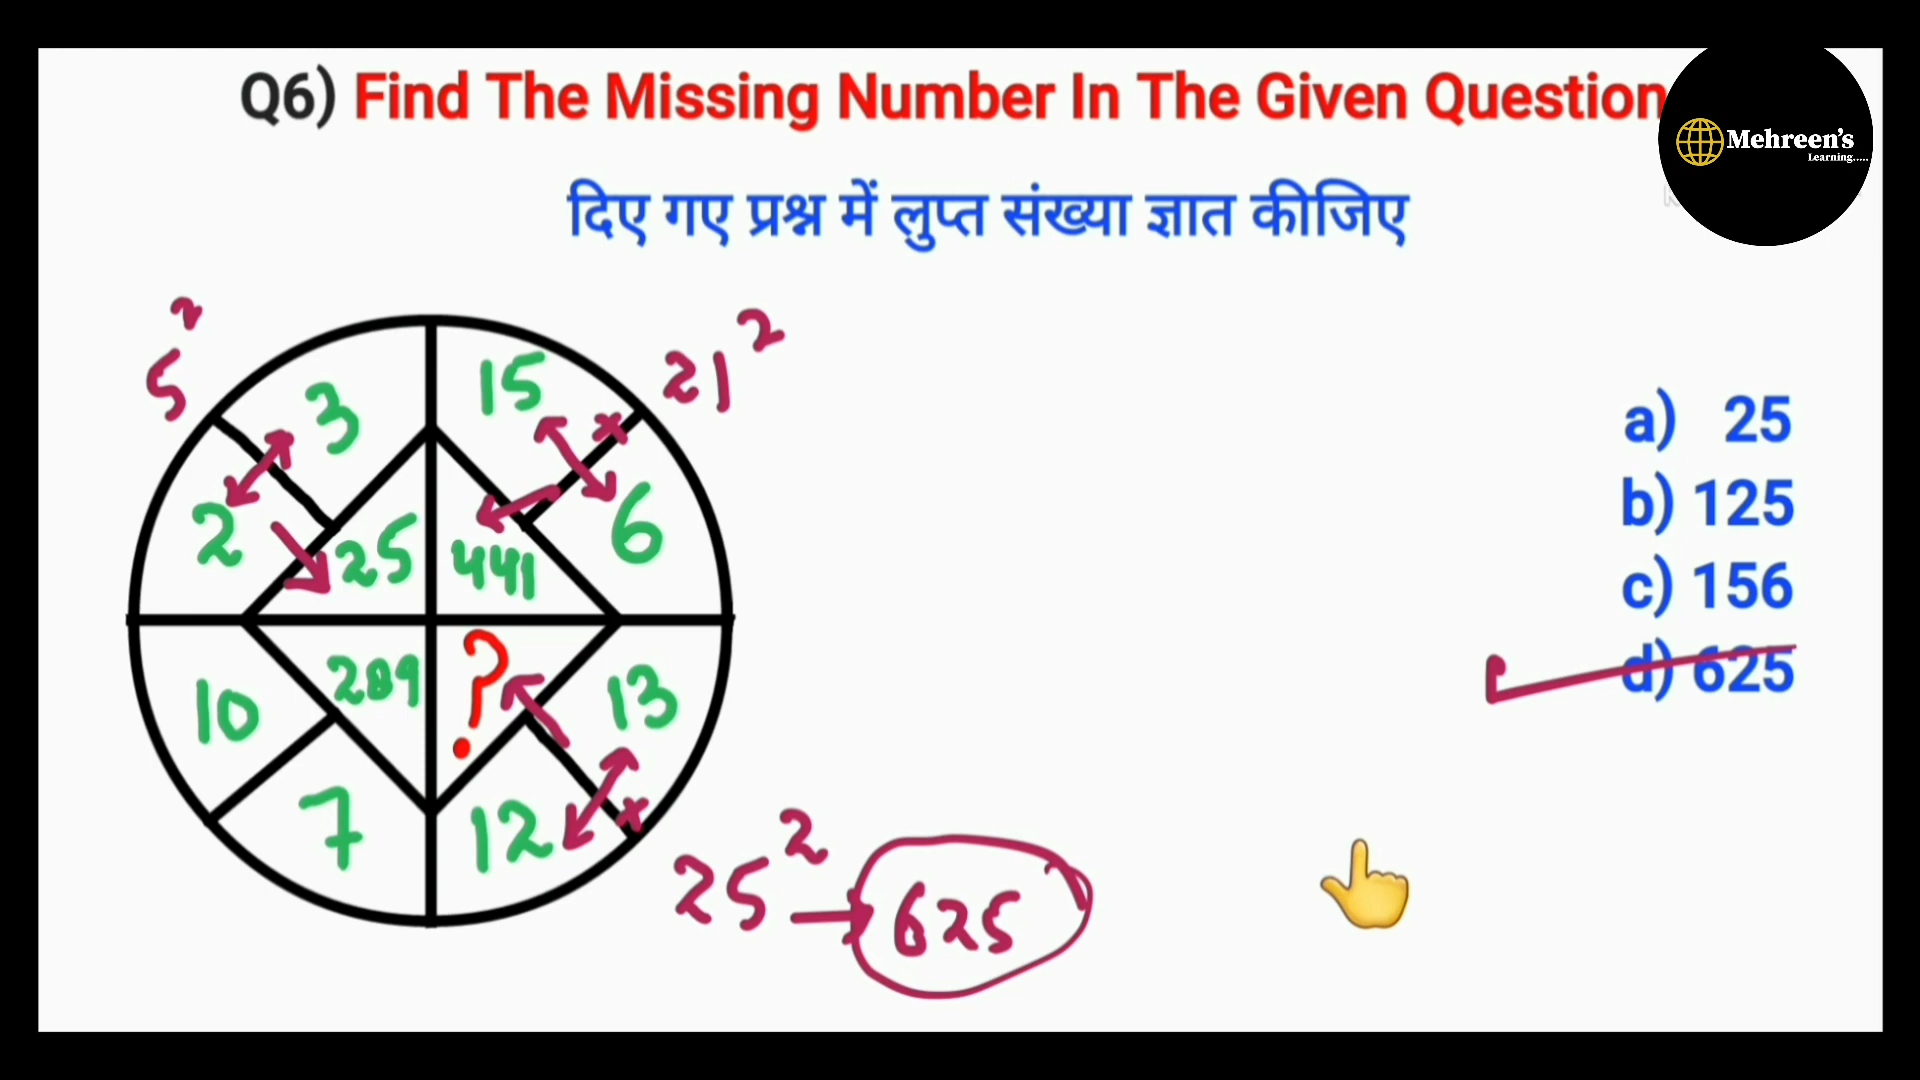 Q6) Find The Missing Number In The Given Question
Mehreen's
Learning.....
दिए गए प्रश्न में लुप्त संख्या ज्ञात कीजिए
5²
3
15
21²
2
25
441
6
10
289
?
13
7
12
25² → 625
a) 25
b) 125
c) 156
d) 625